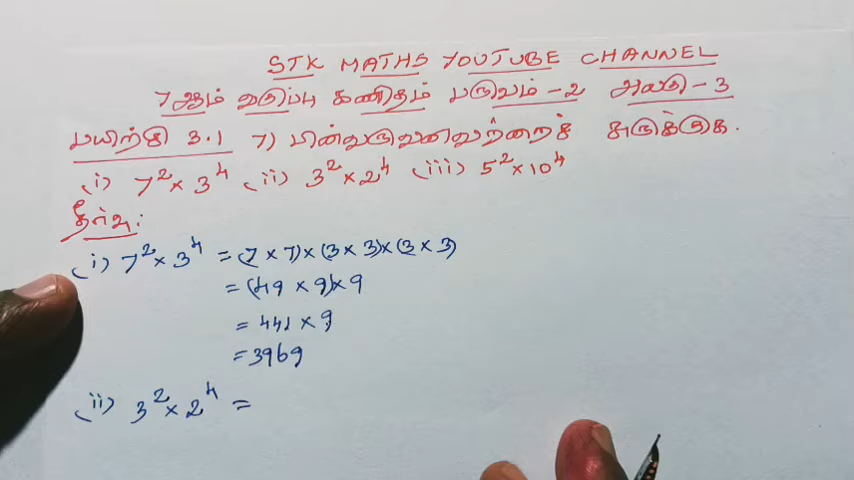 STK MATHS YOUTUBE CHANNEL
7ஆம் வகுப்பு கணிதம் பருவம் -2 அலகு -3
பயிற்சி 3.1 7) பின்வருவனவற்றைச் சுருக்குக.
(i) 7² × 3⁴ (ii) 3² × 2⁴ (iii) 5² × 10⁴
தீர்வு:
(i) 7² × 3⁴ = (7 × 7) × (3 × 3) × (3 × 3)
= (49 × 9) × 9
= 441 × 9
= 3969
(ii) 3² × 2⁴ =